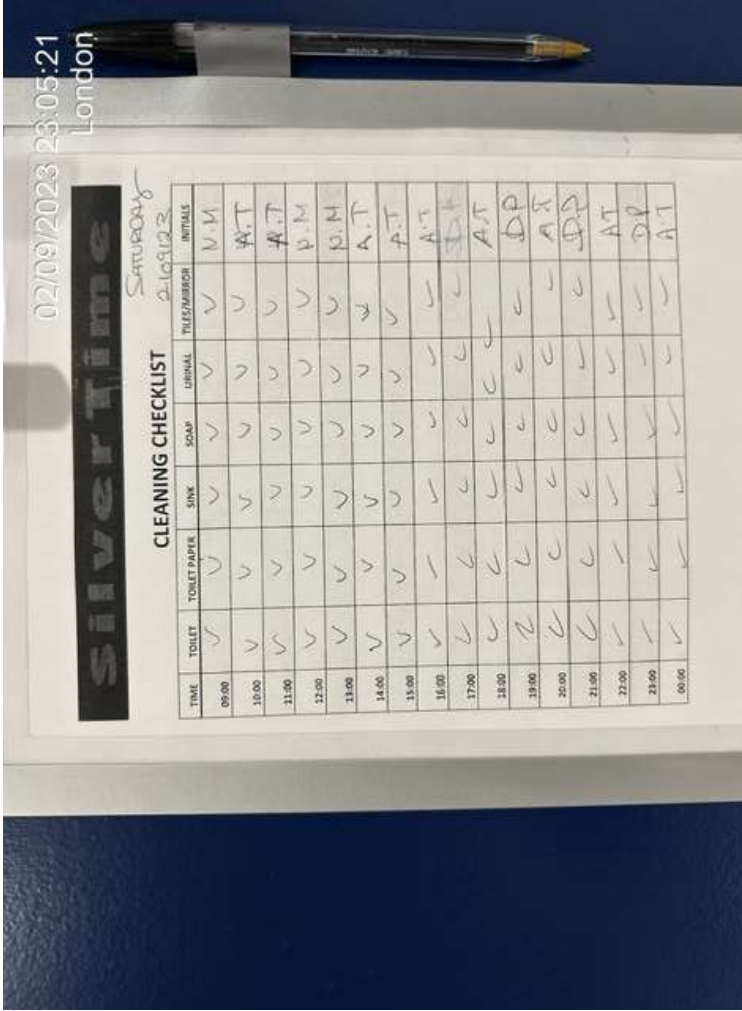 02/09/2023 23:05:21
London
SilverTime
SATURDAY
2/09/23
CLEANING CHECKLIST
TIME TOILET TOILET PAPER SINK SOAP URINAL TILES/MIRROR INITIALS
09:00 ✓ ✓ ✓ ✓ ✓ ✓ N.M
10:00 ✓ ✓ ✓ ✓ ✓ ✓ A.T
11:00 ✓ ✓ ✓ ✓ ✓ ✓ A.T
12:00 ✓ ✓ ✓ ✓ ✓ ✓ N.M
13:00 ✓ ✓ ✓ ✓ ✓ ✓ N.M
14:00 ✓ ✓ ✓ ✓ ✓ ✓ A.T
15:00 ✓ ✓ ✓ ✓ ✓ ✓ A.T
16:00 ✓ ✓ ✓ ✓ ✓ ✓ A.T
17:00 ✓ ✓ ✓ ✓ ✓ ✓
18:00 ✓ ✓ ✓ ✓ ✓ ✓ A.T
19:00 ✓ ✓ ✓ ✓ ✓ ✓ D.P
20:00 ✓ ✓ ✓ ✓ ✓ ✓ A.T
21:00 ✓ ✓ ✓ ✓ ✓ ✓ D.P
22:00 ✓ ✓ ✓ ✓ ✓ ✓ AT
23:00 ✓ ✓ ✓ ✓ ✓ ✓ D.P
00:00 ✓ ✓ ✓ ✓ ✓ ✓ A.T